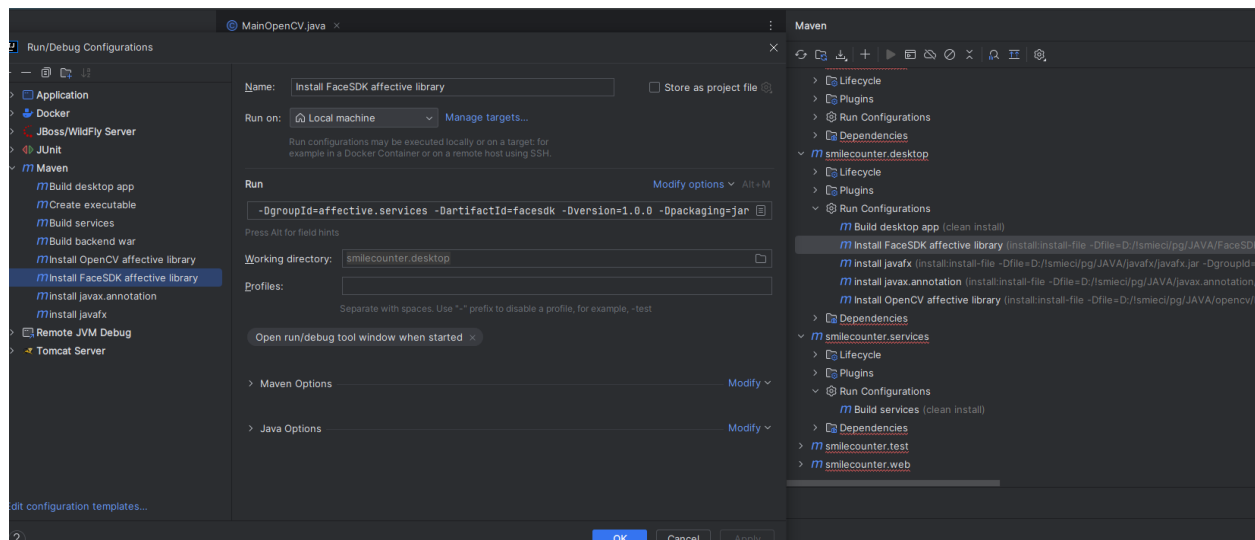 MainOpenCV.java
Maven
Run/Debug Configurations
Application
Docker
JBoss/WildFly Server
JUnit
Maven
Build desktop app
Create executable
Build services
Build backend war
Install OpenCV affective library
Install FaceSDK affective library
install javax.annotation
install javafx
Remote JVM Debug
Tomcat Server
Edit configuration templates...
Name: Install FaceSDK affective library
Store as project file
Run on: Local machine
Manage targets...
Run configurations may be executed locally or on a target: for
example in a Docker Container or on a remote host using SSH.
Run
Modify options Alt+M
-DgroupId=affective.services -DartifactId=facesdk -Dversion=1.0.0 -Dpackaging=jar
Press Alt for field hints
Working directory: smilecounter.desktop
Profiles:
Separate with spaces. Use "-" prefix to disable a profile, for example, -test
Open run/debug tool window when started
Maven Options
Modify
Java Options
Modify
OK
Cancel
Apply
Lifecycle
Plugins
Run Configurations
Dependencies
smilecounter.desktop
Lifecycle
Plugins
Run Configurations
Build desktop app (clean install)
Install FaceSDK affective library (install:install-file -Dfile=D:/!smieci/pg/JAVA/FaceSD
install javafx (install:install-file -Dfile=D:/!smieci/pg/JAVA/javafx/javafx.jar -DgroupId=
install javax.annotation (install:install-file -Dfile=D:/!smieci/pg/JAVA/javax.annotation
Install OpenCV affective library (install:install-file -Dfile=D:/!smieci/pg/JAVA/opencv/
Dependencies
smilecounter.services
Lifecycle
Plugins
Run Configurations
Build services (clean install)
Dependencies
smilecounter.test
smilecounter.web